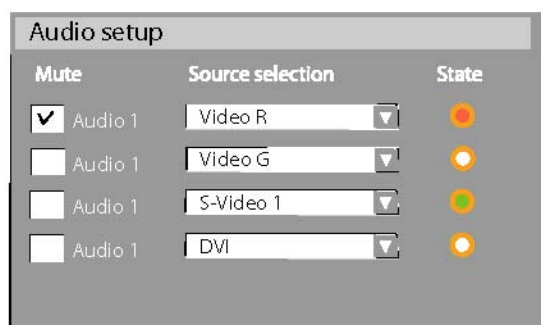 Audio setup
Mute Source selection State
Audio 1 Video R
Audio 1 Video G
Audio 1 S-Video 1
Audio 1 DVI